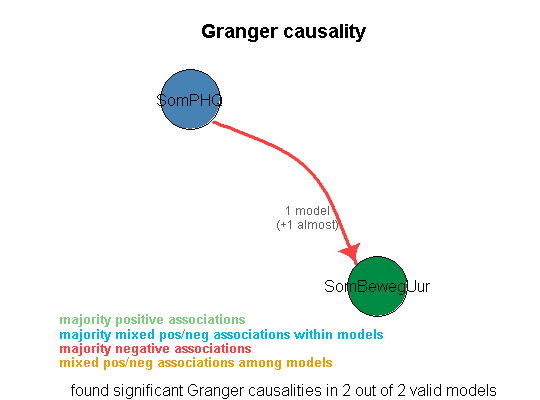 Granger causality
SomPHQ
1 model
(+1 almost)
SomBewegUur
majority positive associations
majority mixed pos/neg associations within models
majority negative associations
mixed pos/neg associations among models
found significant Granger causalities in 2 out of 2 valid models